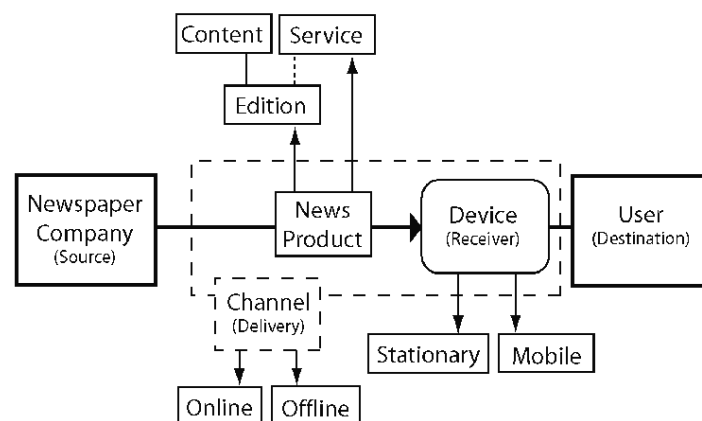 Content
Service
Edition
Newspaper
Company
(Source)
News
Product
Device
(Receiver)
User
(Destination)
Channel
(Delivery)
Stationary
Mobile
Online
Offline